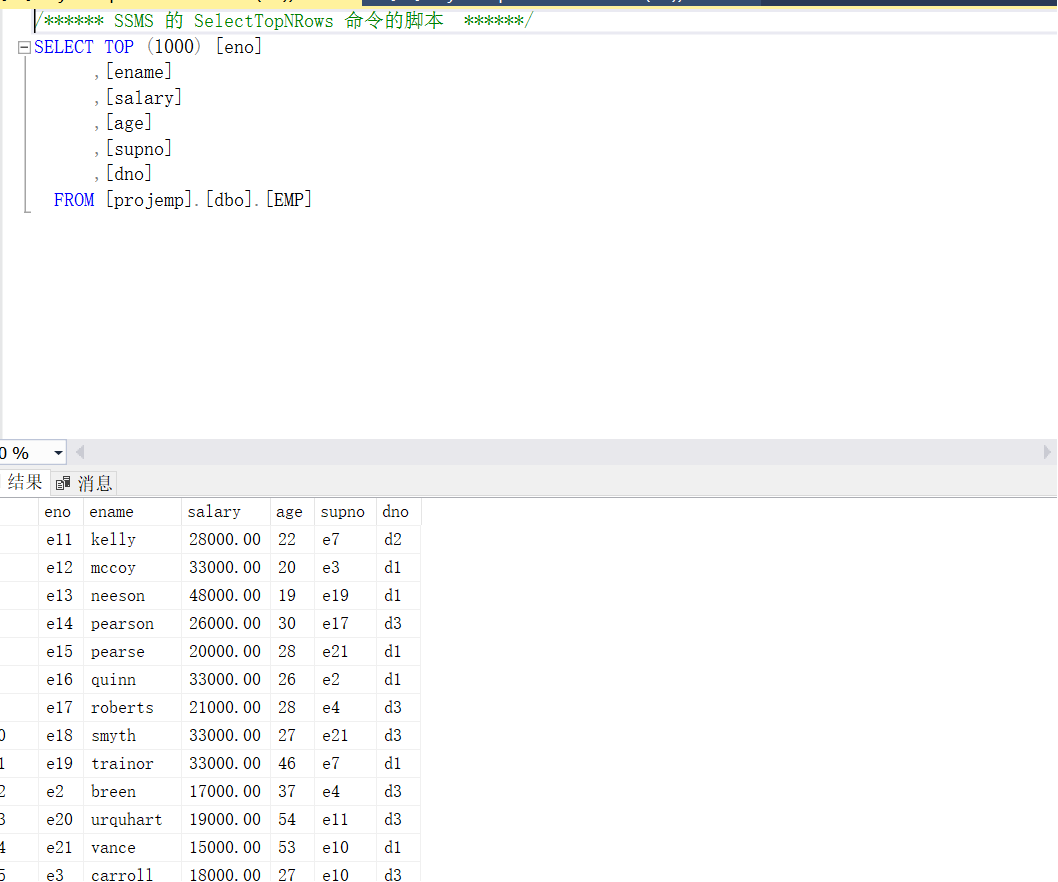 /****** SSMS 的 SelectTopNRows 命令的脚本  ******/
SELECT TOP (1000) [eno]
,[ename]
,[salary]
,[age]
,[supno]
,[dno]
FROM [projemp].[dbo].[EMP]
0 %
结果 消息
eno ename salary age supno dno
e11 kelly 28000.00 22 e7 d2
e12 mccoy 33000.00 20 e3 d1
e13 neeson 48000.00 19 e19 d1
e14 pearson 26000.00 30 e17 d3
e15 pearse 20000.00 28 e21 d1
e16 quinn 33000.00 26 e2 d1
e17 roberts 21000.00 28 e4 d3
0 e18 smyth 33000.00 27 e21 d3
1 e19 trainor 33000.00 46 e7 d1
2 e2 breen 17000.00 37 e4 d3
3 e20 urquhart 19000.00 54 e11 d3
4 e21 vance 15000.00 53 e10 d1
5 e3 carroll 18000.00 27 e10 d3